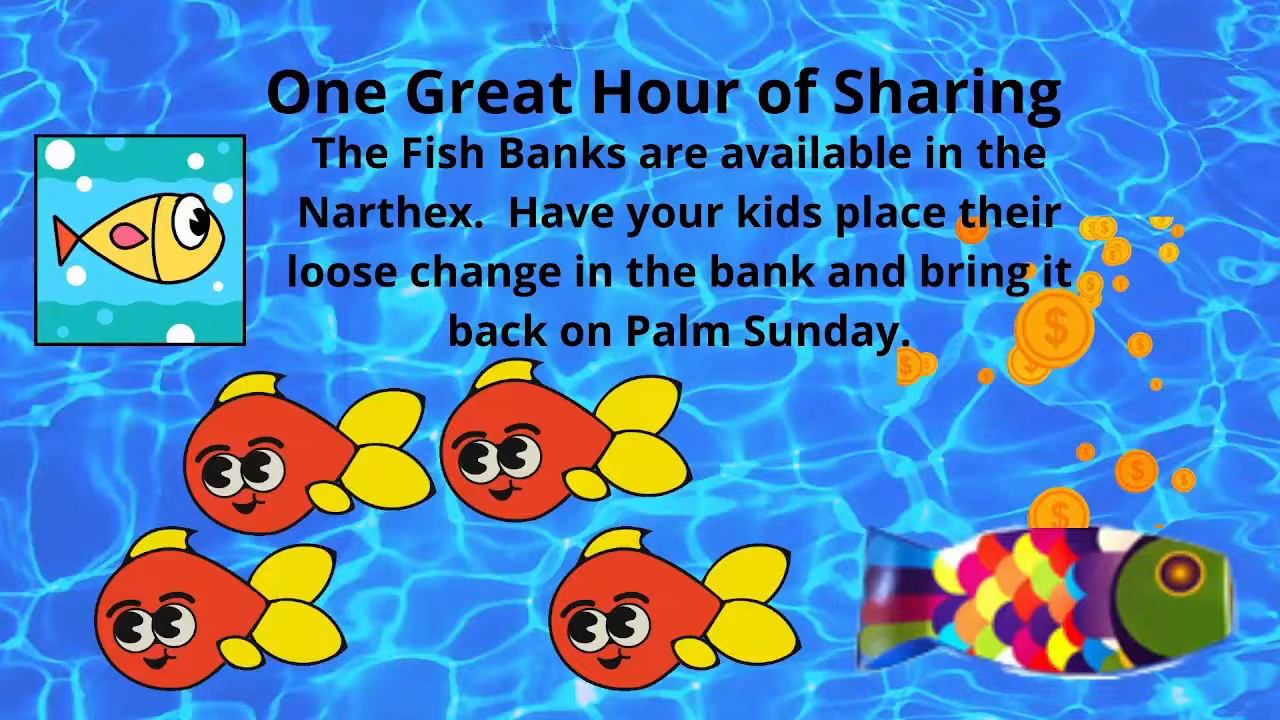 One Great Hour of Sharing
The Fish Banks are available in the
Narthex.  Have your kids place their
loose change in the bank and bring it
back on Palm Sunday.